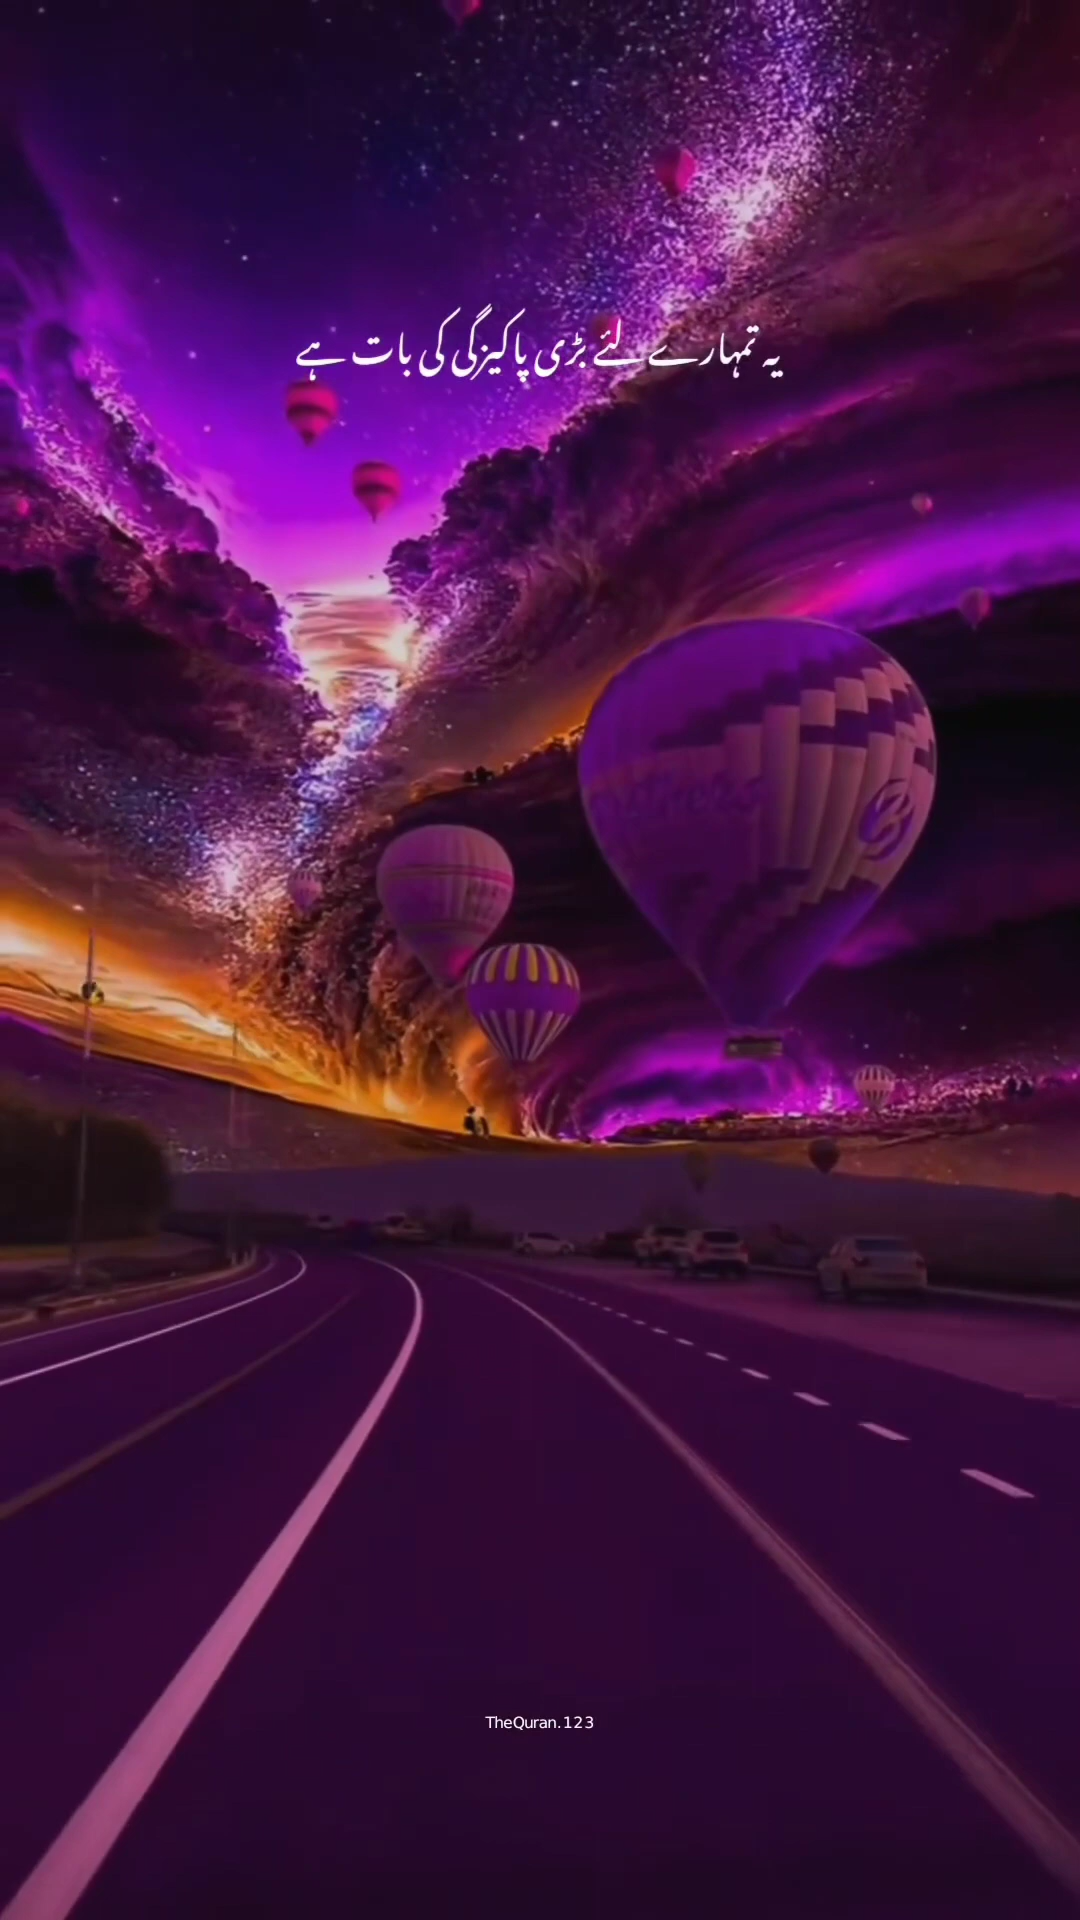 یہ تمہارے لئے بڑی پاکیزگی کی بات ہے
TheQuran.123